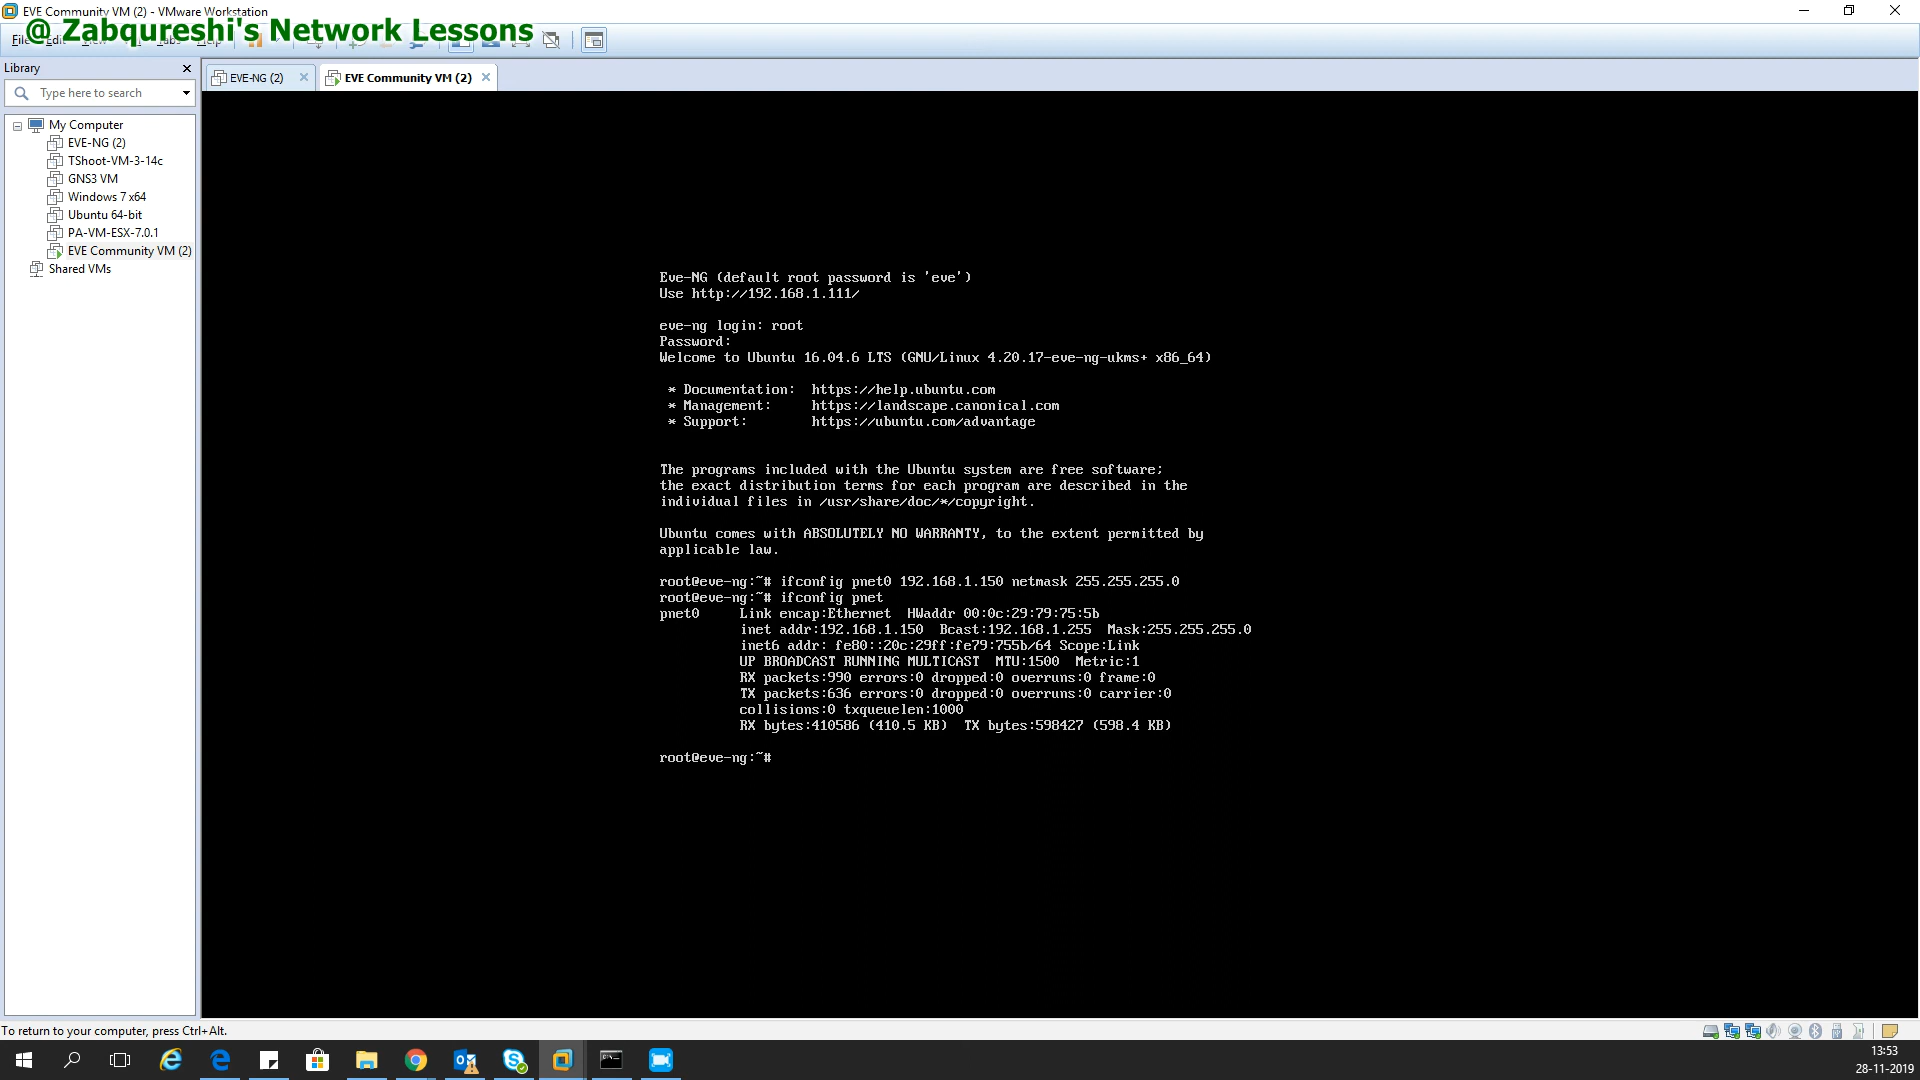 EVE Community VM (2) - VMware Workstation
@ Zabqureshi's Network Lessons
File Edit View Tabs Help
Library
Type here to search
EVE-NG (2)
EVE Community VM (2)
My Computer
EVE-NG (2)
TShoot-VM-3-14c
GNS3 VM
Windows 7 x64
Ubuntu 64-bit
PA-VM-ESX-7.0.1
EVE Community VM (2)
Shared VMs
Eve-NG (default root password is 'eve')
Use http://192.168.1.111/
eve-ng login: root
Password:
Welcome to Ubuntu 16.04.6 LTS (GNU/Linux 4.20.17-eve-ng-ukms+ x86_64)
* Documentation:  https://help.ubuntu.com
* Management:     https://landscape.canonical.com
* Support:        https://ubuntu.com/advantage
The programs included with the Ubuntu system are free software;
the exact distribution terms for each program are described in the
individual files in /usr/share/doc/*/copyright.
Ubuntu comes with ABSOLUTELY NO WARRANTY, to the extent permitted by
applicable law.
root@eve-ng:~# ifconfig pnet0 192.168.1.150 netmask 255.255.255.0
root@eve-ng:~# ifconfig pnet
pnet0     Link encap:Ethernet  HWaddr 00:0c:29:79:75:5b
inet addr:192.168.1.150  Bcast:192.168.1.255  Mask:255.255.255.0
inet6 addr: fe80::20c:29ff:fe79:755b/64 Scope:Link
UP BROADCAST RUNNING MULTICAST  MTU:1500  Metric:1
RX packets:990 errors:0 dropped:0 overruns:0 frame:0
TX packets:636 errors:0 dropped:0 overruns:0 carrier:0
collisions:0 txqueuelen:1000
RX bytes:410586 (410.5 KB)  TX bytes:598427 (598.4 KB)
root@eve-ng:~#
To return to your computer, press Ctrl+Alt.
13:53
28-11-2019